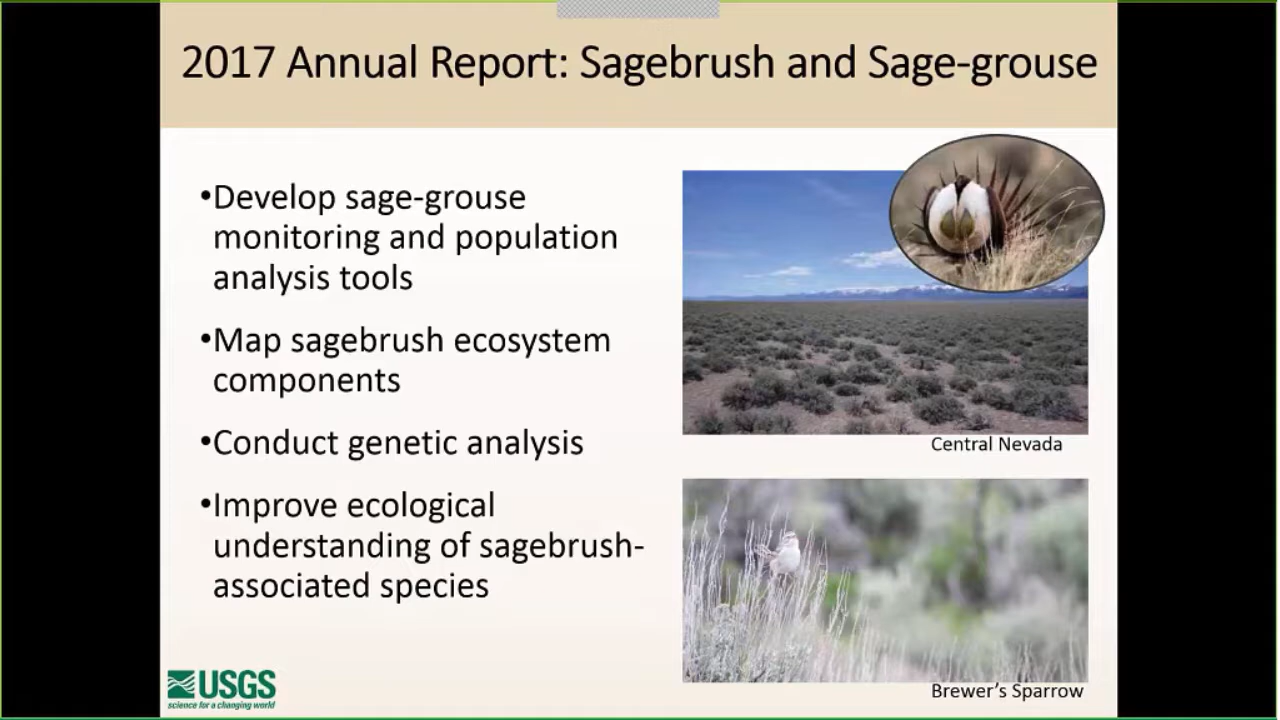 2017 Annual Report: Sagebrush and Sage-grouse
•Develop sage-grouse
monitoring and population
analysis tools
•Map sagebrush ecosystem
components
•Conduct genetic analysis
•Improve ecological
understanding of sagebrush-
associated species
Central Nevada
Brewer's Sparrow
USGS
science for a changing world